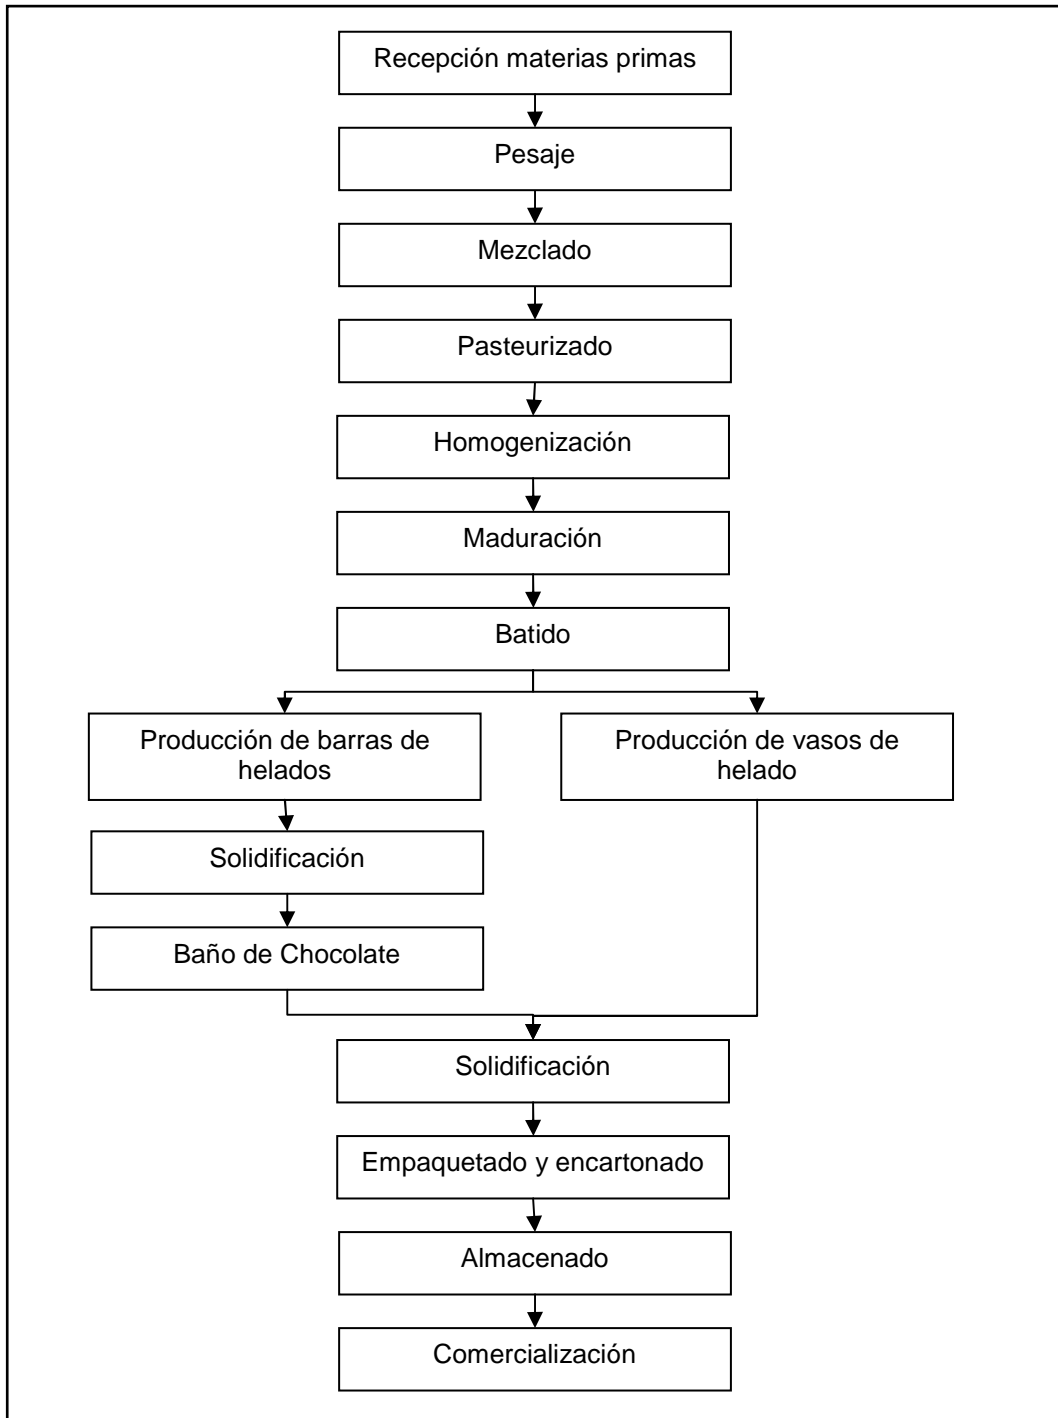 Recepción materias primas
Pesaje
Mezclado
Pasteurizado
Homogenización
Maduración
Batido
Producción de barras de
helados
Producción de vasos de
helado
Solidificación
Baño de Chocolate
Solidificación
Empaquetado y encartonado
Almacenado
Comercialización